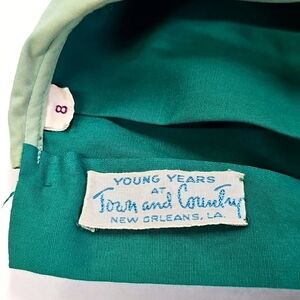 8
YOUNG YEARS
AT
Town and Country
NEW ORLEANS, LA.